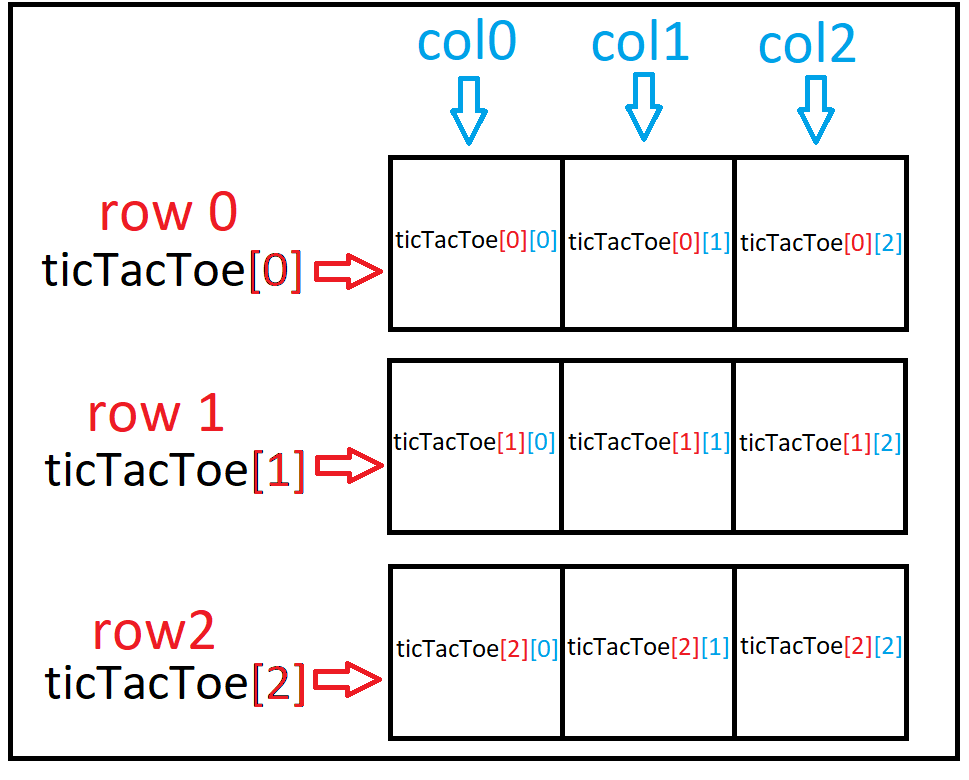 col0 col1 col2
row 0
ticTacToe[0]
ticTacToe[0][0] ticTacToe[0][1] ticTacToe[0][2]
row 1
ticTacToe[1]
ticTacToe[1][0] ticTacToe[1][1] ticTacToe[1][2]
row2
ticTacToe[2]
ticTacToe[2][0] ticTacToe[2][1] ticTacToe[2][2]